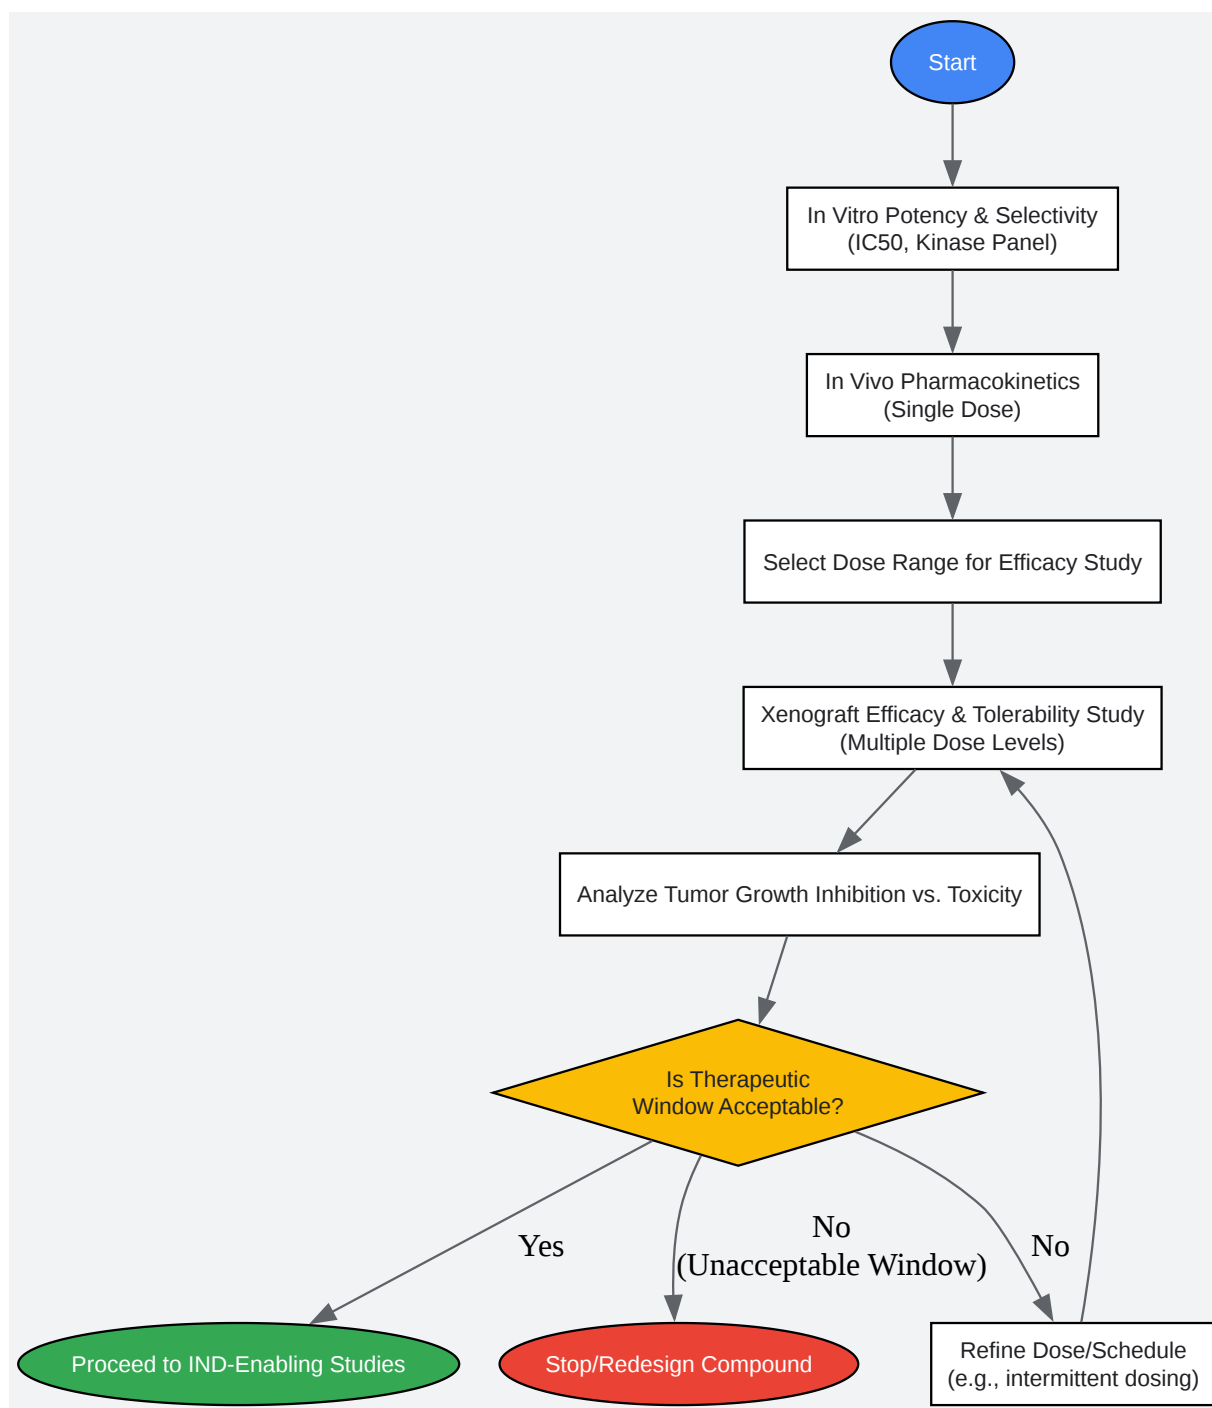 Start
In Vitro Potency & Selectivity
(IC50, Kinase Panel)
In Vivo Pharmacokinetics
(Single Dose)
Select Dose Range for Efficacy Study
Xenograft Efficacy & Tolerability Study
(Multiple Dose Levels)
Analyze Tumor Growth Inhibition vs. Toxicity
Is Therapeutic
Window Acceptable?
Yes
No
(Unacceptable Window)
No
Proceed to IND-Enabling Studies
Stop/Redesign Compound
Refine Dose/Schedule
(e.g., intermittent dosing)